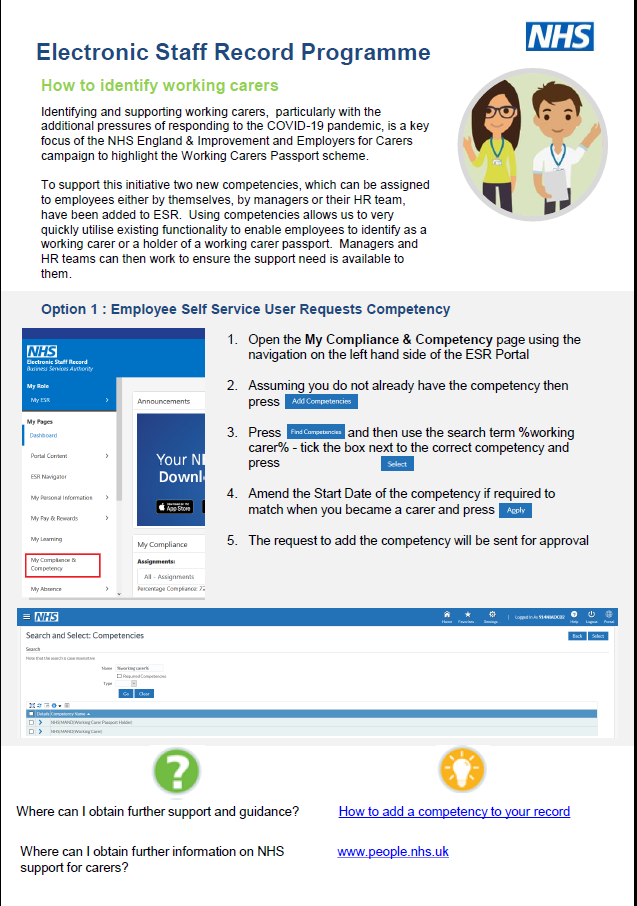 NHS
Electronic Staff Record Programme
How to identify working carers
Identifying and supporting working carers, particularly with the
additional pressures of responding to the COVID-19 pandemic, is a key
focus of the NHS England & Improvement and Employers for Carers
campaign to highlight the Working Carers Passport scheme.
To support this initiative two new competencies, which can be assigned
to employees either by themselves, by managers or their HR team,
have been added to ESR. Using competencies allows us to very
quickly utilise existing functionality to enable employees to identify as a
working carer or a holder of a working carer passport. Managers and
HR teams can then work to ensure the support need is available to
them.
Option 1 : Employee Self Service User Requests Competency
NHS
Electronic Staff Record
Business Services Authority
My Role
My ESR
My Pages
Dashboard
Portal Content
ESR Navigator
My Personal Information
My Pay & Rewards
My Learning
My Compliance &
Competency
My Absence
Announcements
Your N
Downl
App Store
My Compliance
Assignments:
All - Assignments
Percentage Compliance: 72
1. Open the My Compliance & Competency page using the
navigation on the left hand side of the ESR Portal
2. Assuming you do not already have the competency then
press Add Competencies
3. Press Find Competencies and then use the search term %working
carer% - tick the box next to the correct competency and
press Select
4. Amend the Start Date of the competency if required to
match when you became a carer and press Apply
5. The request to add the competency will be sent for approval
NHS
Home Favorites Settings Logged In As Help Logout Portal
Search and Select: Competencies
Back Select
Search
Note that the search is case insensitive
Name %working carer%
Required Competencies
Type
Go Clear
Details Competency Name
NHS|MAND|Working Carer Passport Holder|
NHS|MAND|Working Carer|
?
Where can I obtain further support and guidance?
How to add a competency to your record
Where can I obtain further information on NHS
support for carers?
www.people.nhs.uk